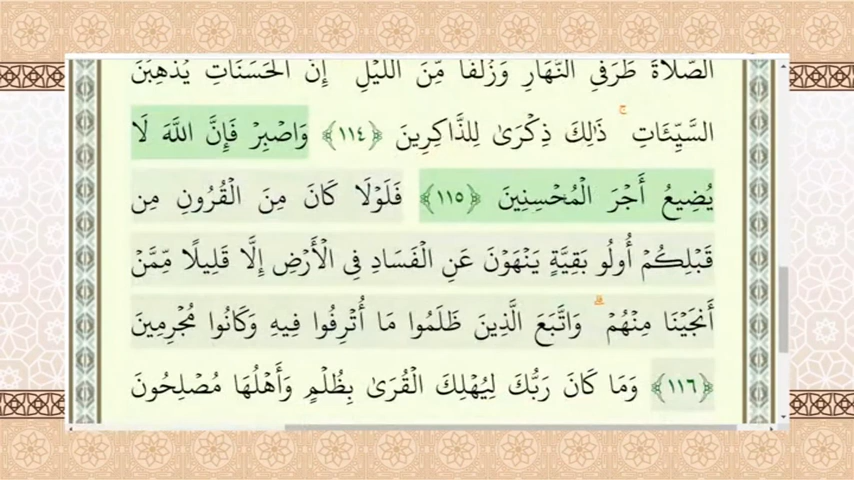 الصَّلَاةَ طَرَفَيِ النَّهَارِ وَزُلَفًا مِّنَ اللَّيْلِ إِنَّ الْحَسَنَاتِ يُذْهِبْنَ
السَّيِّئَاتِ ۚ ذَٰلِكَ ذِكْرَىٰ لِلذَّاكِرِينَ ﴿١١٤﴾ وَاصْبِرْ فَإِنَّ اللَّهَ لَا
يُضِيعُ أَجْرَ الْمُحْسِنِينَ ﴿١١٥﴾ فَلَوْلَا كَانَ مِنَ الْقُرُونِ مِن
قَبْلِكُمْ أُولُو بَقِيَّةٍ يَنْهَوْنَ عَنِ الْفَسَادِ فِي الْأَرْضِ إِلَّا قَلِيلًا مِّمَّنْ
أَنجَيْنَا مِنْهُمْ ۗ وَاتَّبَعَ الَّذِينَ ظَلَمُوا مَا أُتْرِفُوا فِيهِ وَكَانُوا مُجْرِمِينَ
﴿١١٦﴾ وَمَا كَانَ رَبُّكَ لِيُهْلِكَ الْقُرَىٰ بِظُلْمٍ وَأَهْلُهَا مُصْلِحُونَ